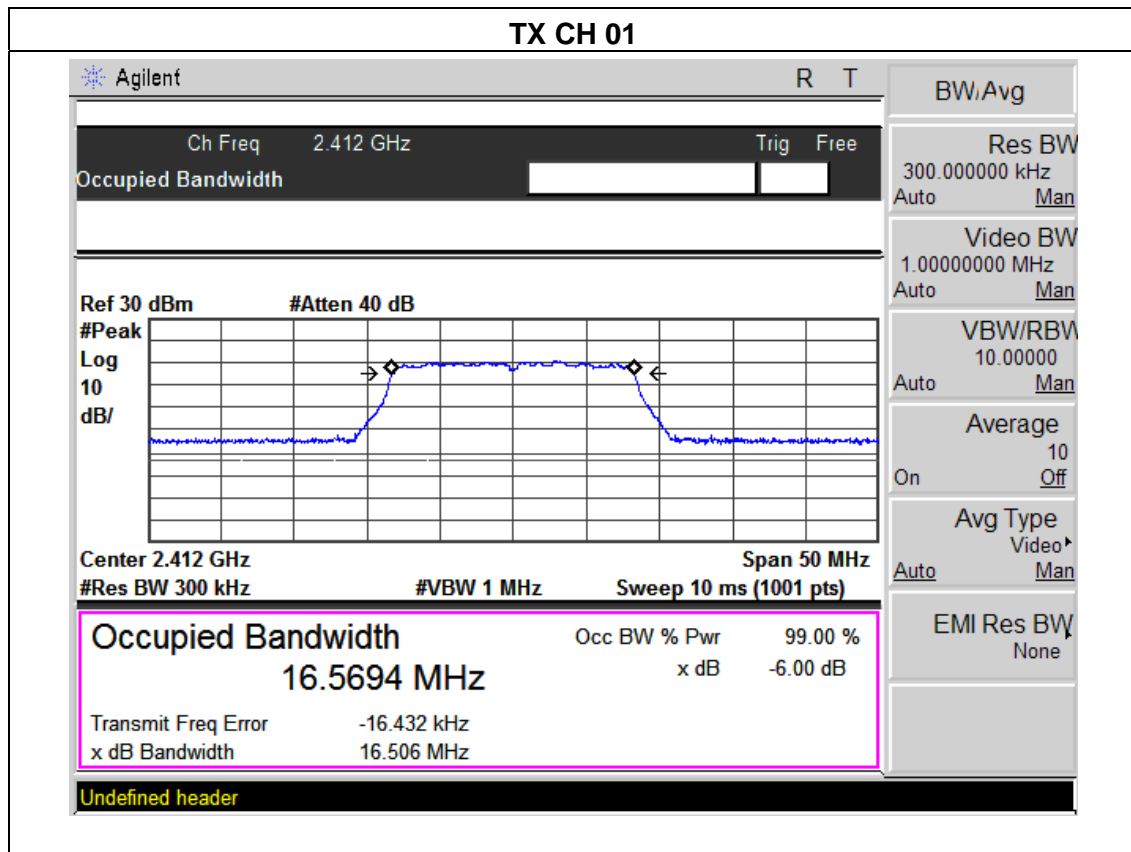 TX CH 01
Agilent R T
Ch Freq 2.412 GHz Trig Free
Occupied Bandwidth
Ref 30 dBm #Atten 40 dB
#Peak
Log
10
dB/
Center 2.412 GHz Span 50 MHz
#Res BW 300 kHz #VBW 1 MHz Sweep 10 ms (1001 pts)
Occupied Bandwidth
16.5694 MHz
Occ BW % Pwr 99.00 %
x dB -6.00 dB
Transmit Freq Error -16.432 kHz
x dB Bandwidth 16.506 MHz
Undefined header
BW/Avg
Res BW
300.000000 kHz
Auto Man
Video BW
1.00000000 MHz
Auto Man
VBW/RBW
10.00000
Auto Man
Average
10
On Off
Avg Type
Video
Auto Man
EMI Res BW
None